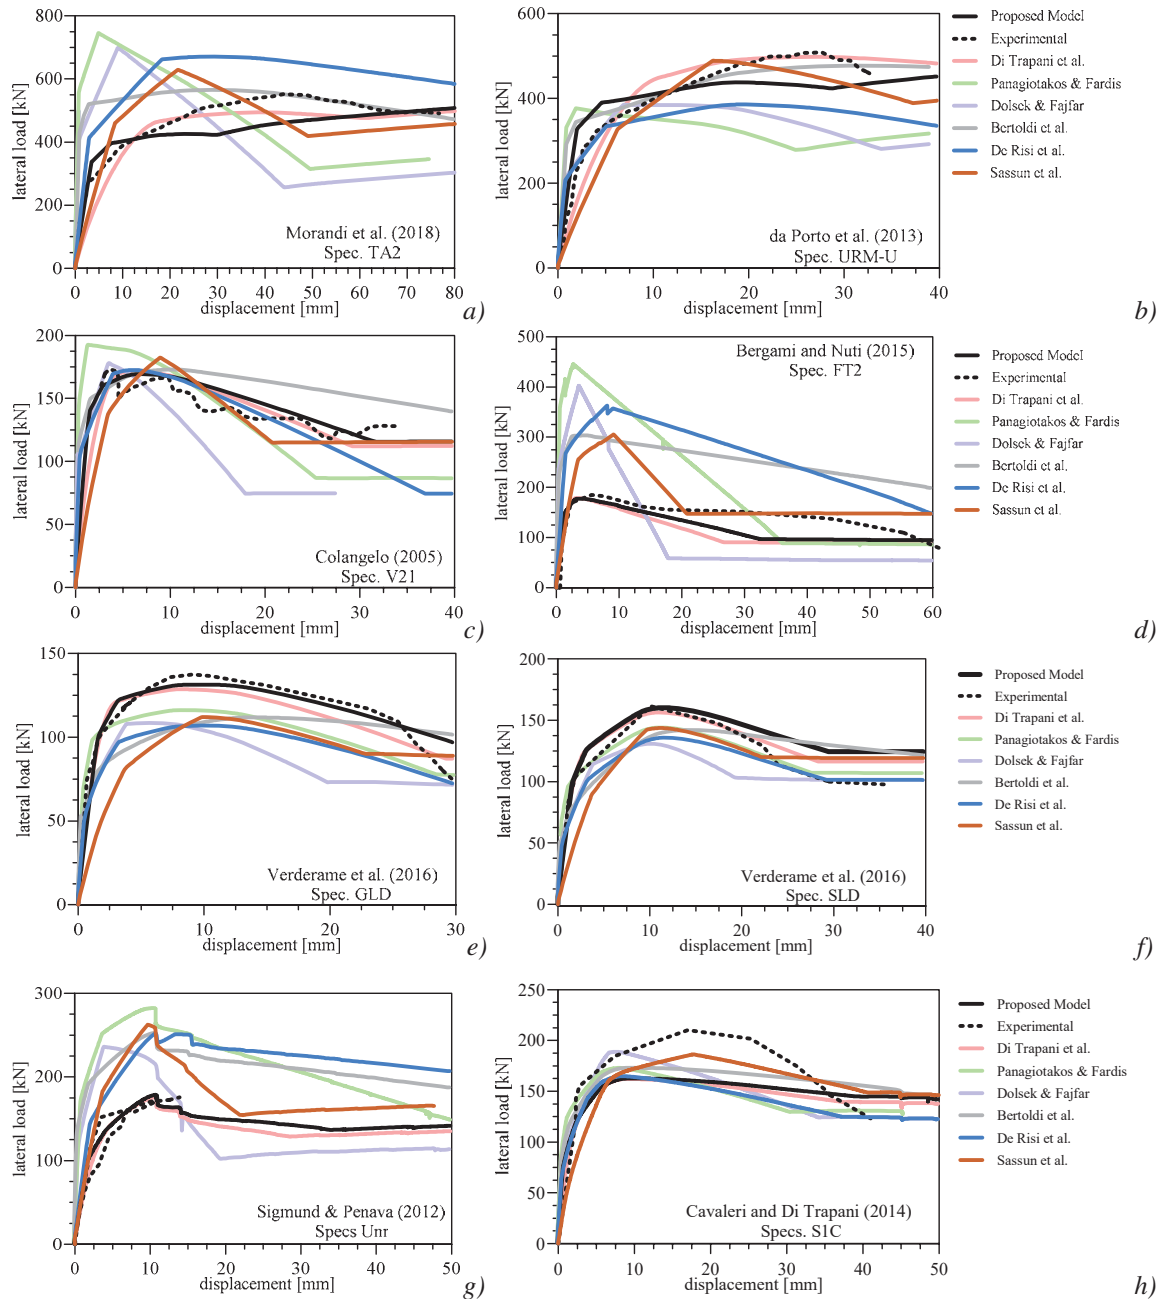 800
600
400
200
0
lateral load [kN]
0 10 20 30 40 50 60 70 80
displacement [mm]
Morandi et al. (2018)
Spec. TA2
a)
600
400
200
0
lateral load [kN]
0 10 20 30 40
displacement [mm]
da Porto et al. (2013)
Spec. URM-U
b)
Proposed Model
Experimental
Di Trapani et al.
Panagiotakos & Fardis
Dolsek & Fajfar
Bertoldi et al.
De Risi et al.
Sassun et al.
200
150
100
50
0
lateral load [kN]
0 10 20 30 40
displacement [mm]
Colangelo (2005)
Spec. V21
c)
500
400
300
200
100
0
lateral load [kN]
0 10 20 30 40 50 60
displacement [mm]
Bergami and Nuti (2015)
Spec. FT2
d)
Proposed Model
Experimental
Di Trapani et al.
Panagiotakos & Fardis
Dolsek & Fajfar
Bertoldi et al.
De Risi et al.
Sassun et al.
150
100
50
0
lateral load [kN]
0 10 20 30
displacement [mm]
Verderame et al. (2016)
Spec. GLD
e)
200
150
100
50
0
lateral load [kN]
0 10 20 30 40
displacement [mm]
Verderame et al. (2016)
Spec. SLD
f)
Proposed Model
Experimental
Di Trapani et al.
Panagiotakos & Fardis
Dolsek & Fajfar
Bertoldi et al.
De Risi et al.
Sassun et al.
300
200
100
0
lateral load [kN]
0 10 20 30 40 50
displacement [mm]
Sigmund & Penava (2012)
Specs Unr
g)
250
200
150
100
50
0
lateral load [kN]
0 10 20 30 40 50
displacement [mm]
Cavaleri and Di Trapani (2014)
Specs. S1C
h)
Proposed Model
Experimental
Di Trapani et al.
Panagiotakos & Fardis
Dolsek & Fajfar
Bertoldi et al.
De Risi et al.
Sassun et al.